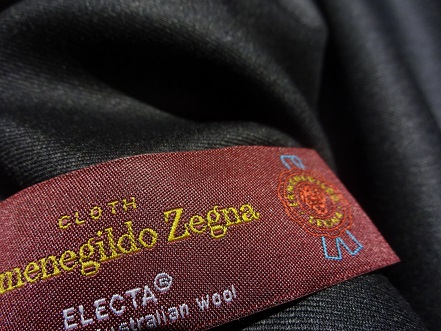 CLOTH
menegildo Zegna
ELECTA®
ustralian wool